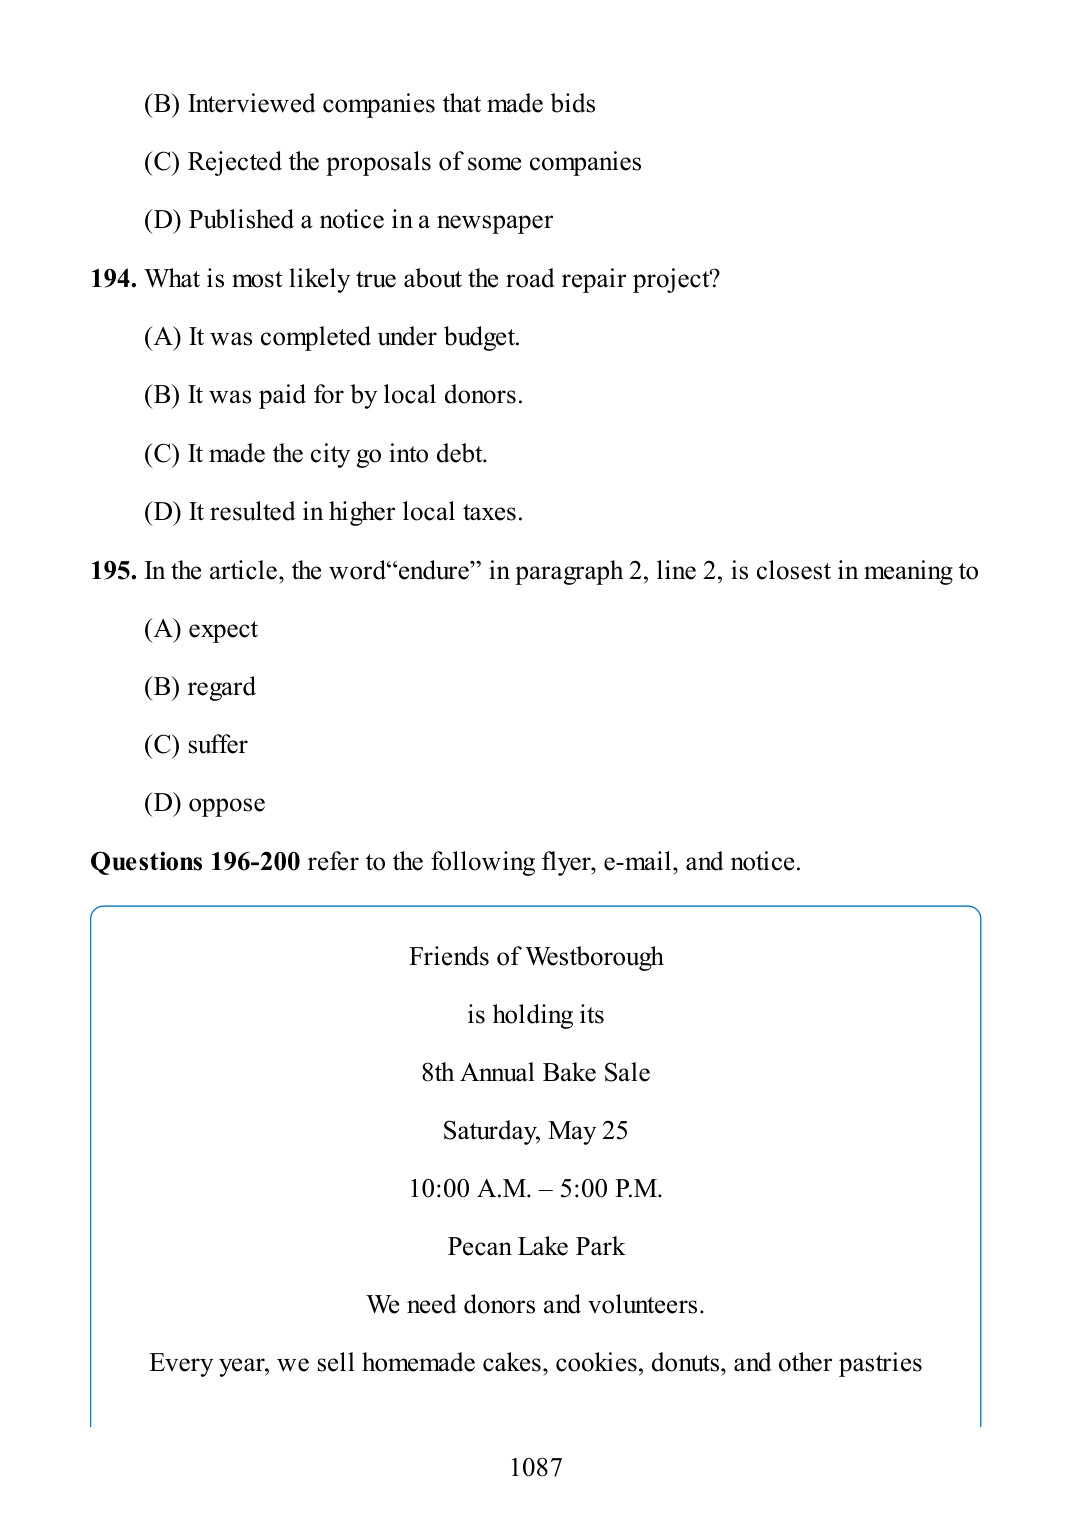 (B) Interviewed companies that made bids
(C) Rejected the proposals of some companies
(D) Published a notice in a newspaper
194. What is most likely true about the road repair project?
(A) It was completed under budget.
(B) It was paid for by local donors.
(C) It made the city go into debt.
(D) It resulted in higher local taxes.
195. In the article, the word“endure” in paragraph 2, line 2, is closest in meaning to
(A) expect
(B) regard
(C) suffer
(D) oppose
Questions 196-200 refer to the following flyer, e-mail, and notice.
Friends of Westborough
is holding its
8th Annual Bake Sale
Saturday, May 25
10:00 A.M. – 5:00 P.M.
Pecan Lake Park
We need donors and volunteers.
Every year, we sell homemade cakes, cookies, donuts, and other pastries
1087